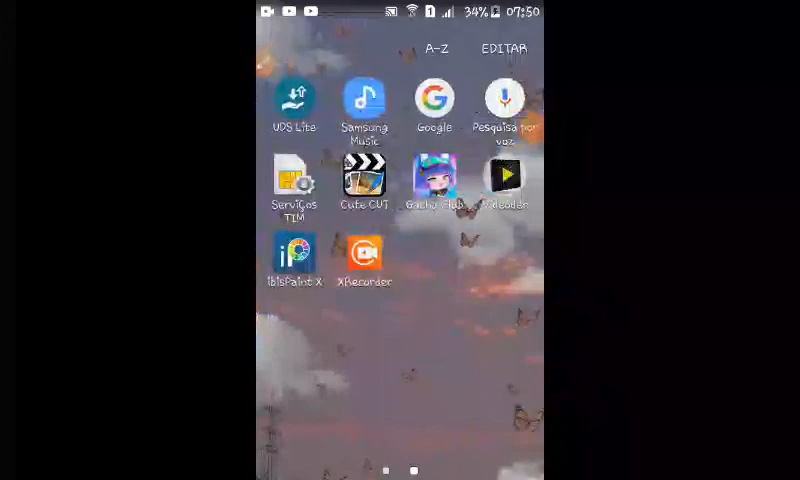 1 34% 07:50
A-Z EDITAR
UDS Lite Samsung Music Google Pesquisa por voz
Serviços TIM Cute CUT Gacha Club
ibisPaint X XRecorder